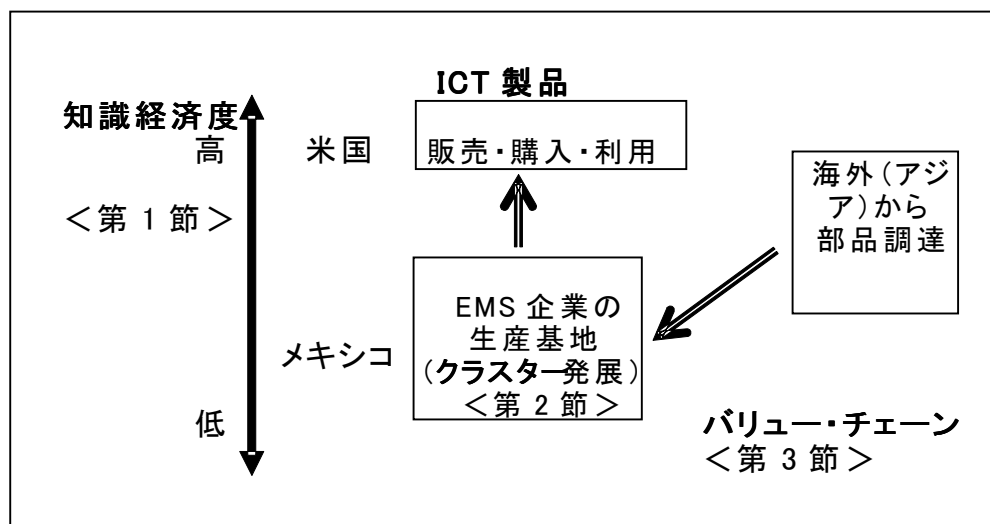 ICT 製品
知識経済度
高
米国
販売・購入・利用
＜第 1 節＞
海外（アジ
ア）から
部品調達
EMS 企業の
生産基地
（クラスター発展）
＜第 2 節＞
メキシコ
低
バリュー・チェーン
＜第 3 節＞